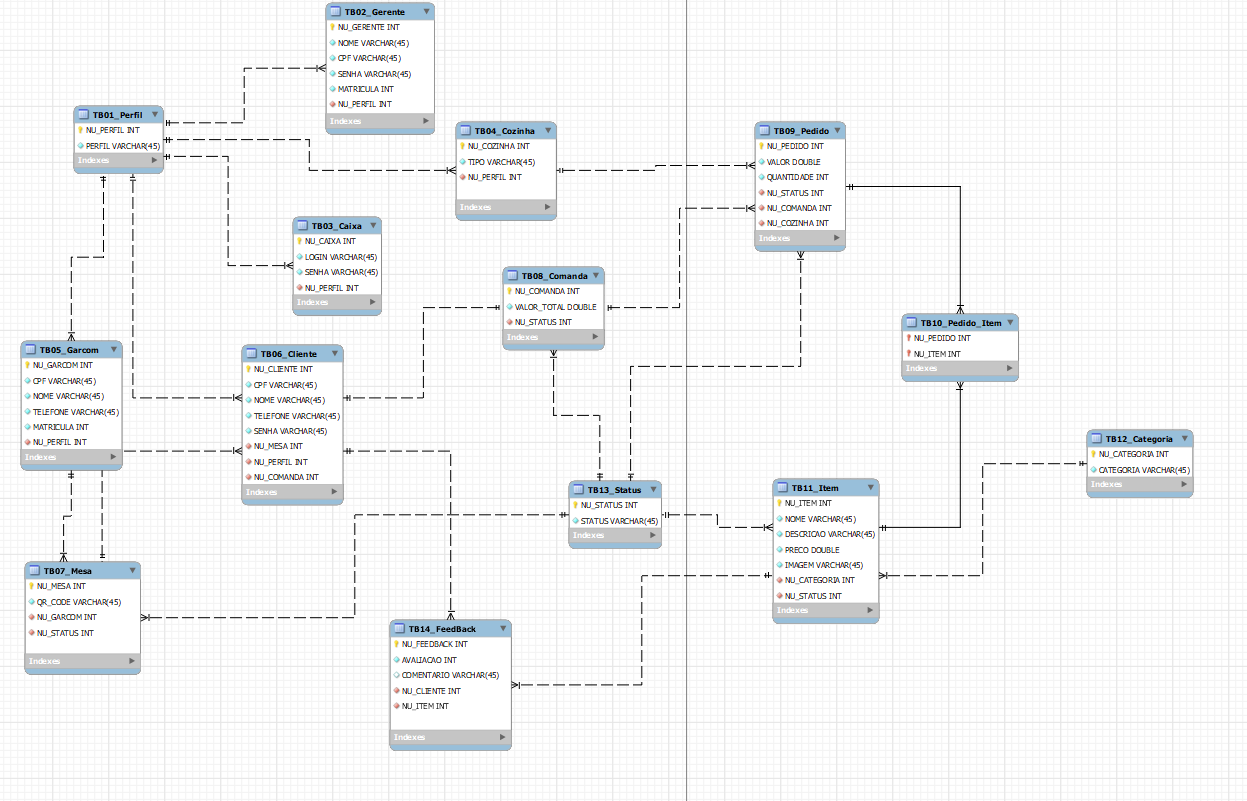 TB02_Gerente
NU_GERENTE INT
NOME VARCHAR(45)
CPF VARCHAR(45)
SENHA VARCHAR(45)
MATRICULA INT
NU_PERFIL INT
Indexes
TB01_Perfil
NU_PERFIL INT
PERFIL VARCHAR(45)
Indexes
TB04_Cozinha
NU_COZINHA INT
TIPO VARCHAR(45)
NU_PERFIL INT
Indexes
TB09_Pedido
NU_PEDIDO INT
VALOR DOUBLE
QUANTIDADE INT
NU_STATUS INT
NU_COMANDA INT
NU_COZINHA INT
Indexes
TB03_Caixa
NU_CAIXA INT
LOGIN VARCHAR(45)
SENHA VARCHAR(45)
NU_PERFIL INT
Indexes
TB08_Comanda
NU_COMANDA INT
VALOR_TOTAL DOUBLE
NU_STATUS INT
Indexes
TB10_Pedido_Item
NU_PEDIDO INT
NU_ITEM INT
Indexes
TB05_Garcom
NU_GARCOM INT
CPF VARCHAR(45)
NOME VARCHAR(45)
TELEFONE VARCHAR(45)
MATRICULA INT
NU_PERFIL INT
Indexes
TB06_Cliente
NU_CLIENTE INT
CPF VARCHAR(45)
NOME VARCHAR(45)
TELEFONE VARCHAR(45)
SENHA VARCHAR(45)
NU_MESA INT
NU_PERFIL INT
NU_COMANDA INT
Indexes
TB12_Categoria
NU_CATEGORIA INT
CATEGORIA VARCHAR(45)
Indexes
TB13_Status
NU_STATUS INT
STATUS VARCHAR(45)
Indexes
TB11_Item
NU_ITEM INT
NOME VARCHAR(45)
DESCRICAO VARCHAR(45)
PRECO DOUBLE
IMAGEM VARCHAR(45)
NU_CATEGORIA INT
NU_STATUS INT
Indexes
TB07_Mesa
NU_MESA INT
QR_CODE VARCHAR(45)
NU_GARCOM INT
NU_STATUS INT
Indexes
TB14_FeedBack
NU_FEEDBACK INT
AVALIACAO INT
COMENTARIO VARCHAR(45)
NU_CLIENTE INT
NU_ITEM INT
Indexes